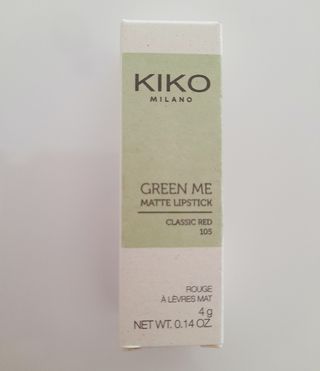 KIKO
MILANO
GREEN ME
MATTE LIPSTICK
CLASSIC RED
105
ROUGE
À LÈVRES MAT
4 g
NET WT. 0.14 OZ.